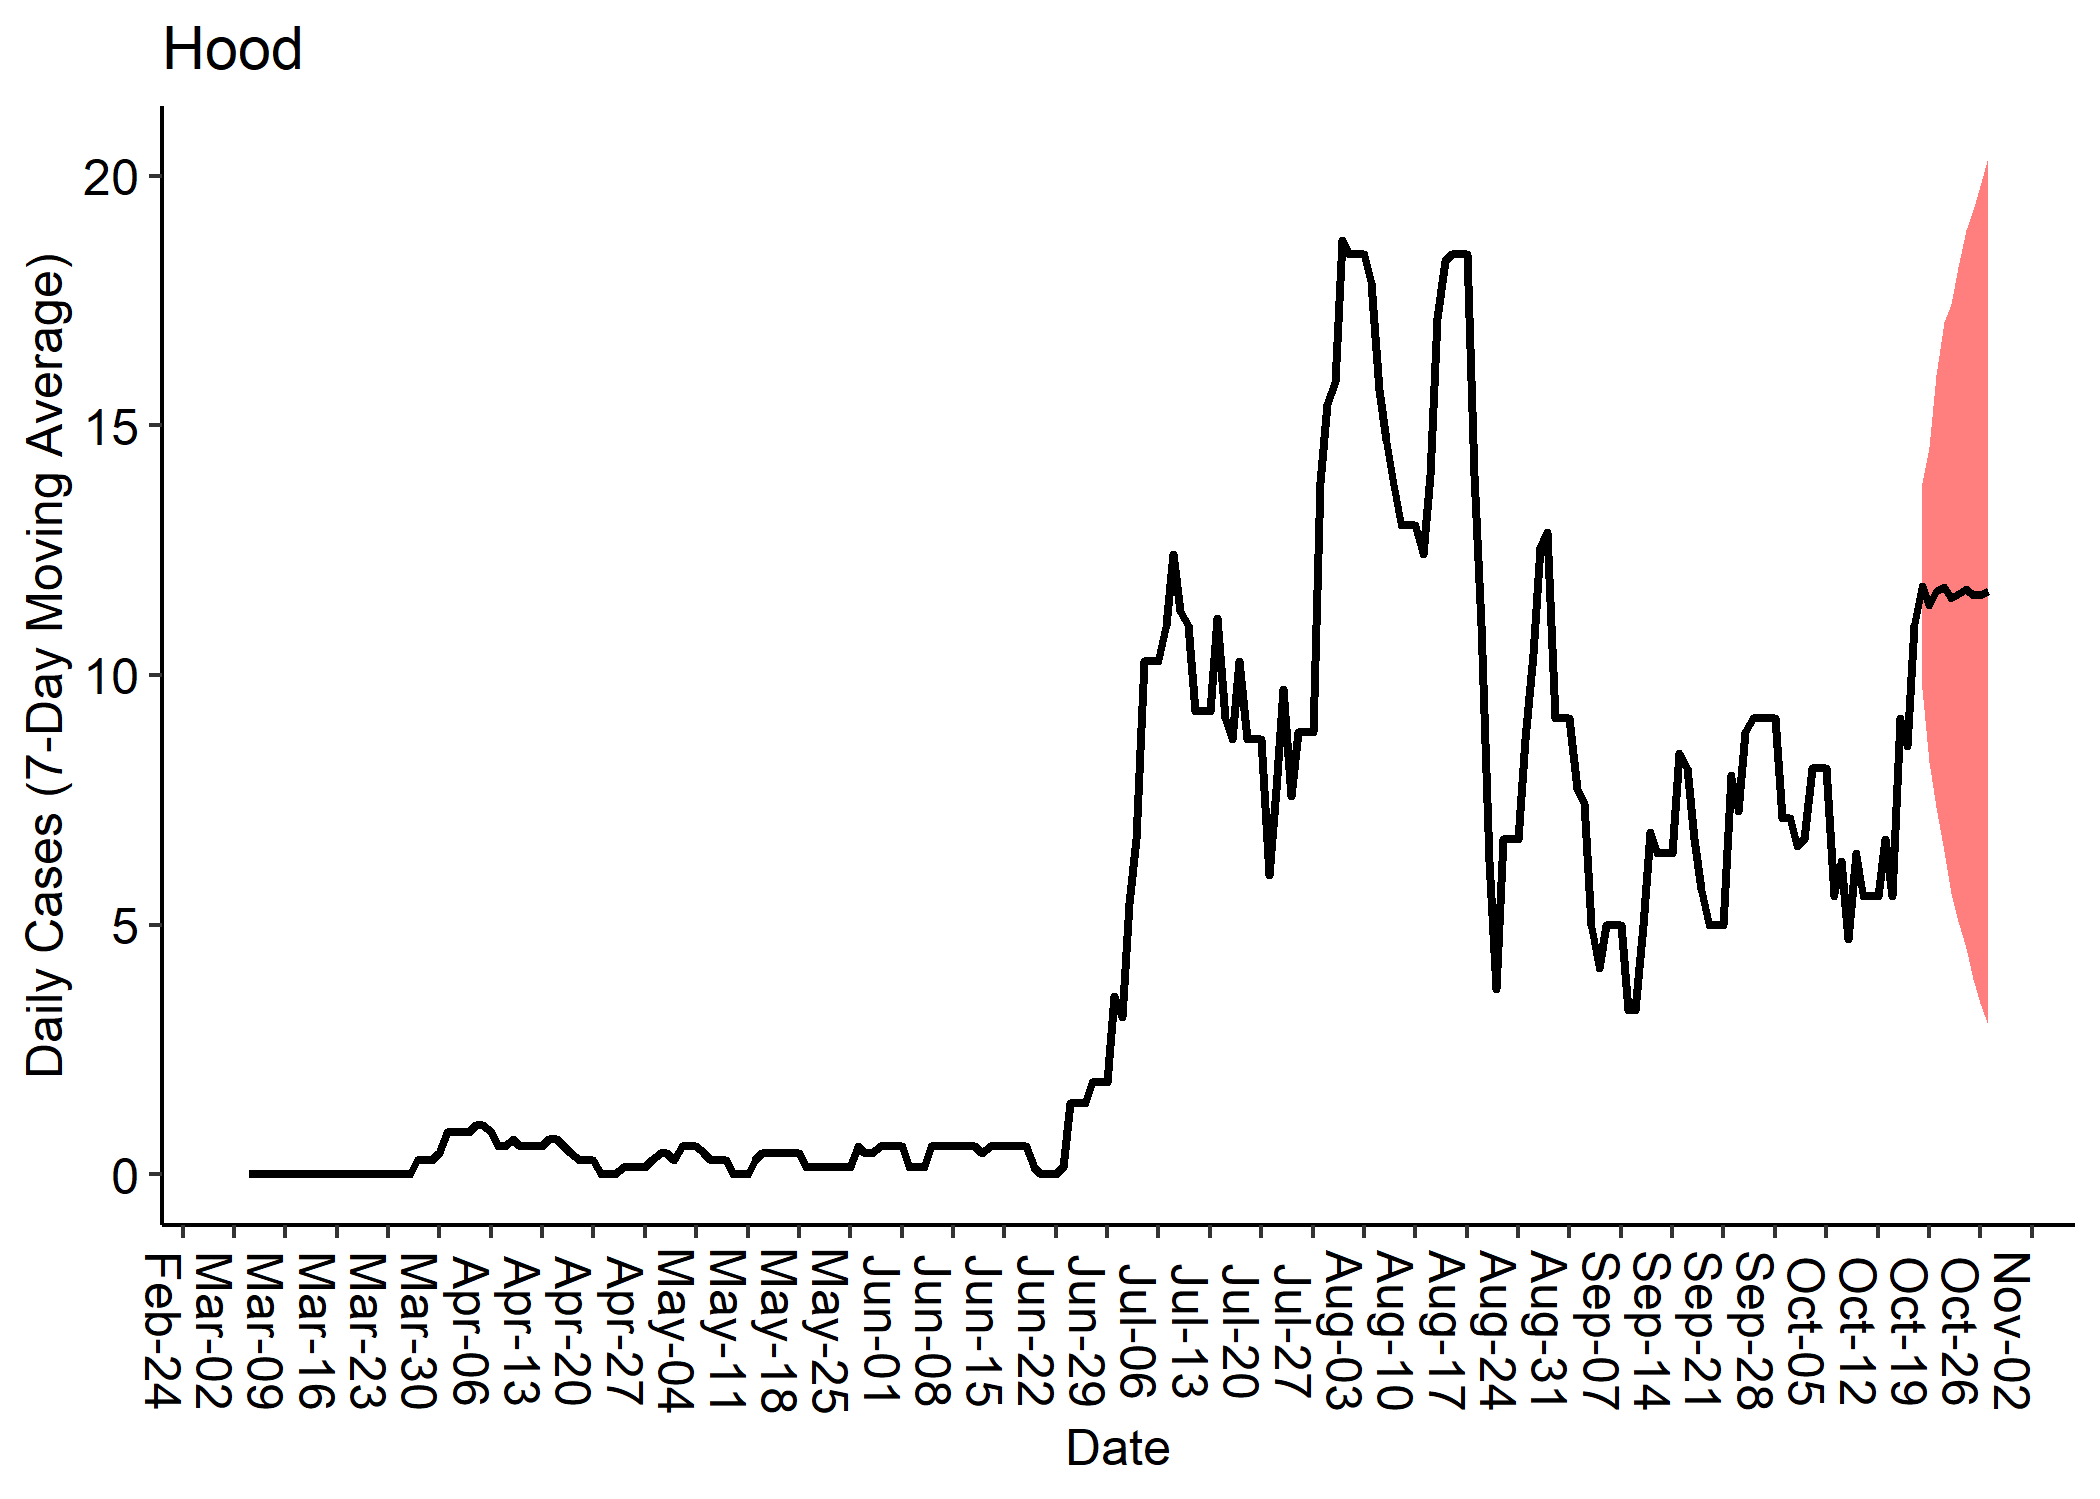 Hood
Daily Cases (7-Day Moving Average)
20
15
10
5
0
Feb-24
Mar-02
Mar-09
Mar-16
Mar-23
Mar-30
Apr-06
Apr-13
Apr-20
Apr-27
May-04
May-11
May-18
May-25
Jun-01
Jun-08
Jun-15
Jun-22
Jun-29
Jul-06
Jul-13
Jul-20
Jul-27
Aug-03
Aug-10
Aug-17
Aug-24
Aug-31
Sep-07
Sep-14
Sep-21
Sep-28
Oct-05
Oct-12
Oct-19
Oct-26
Nov-02
Date